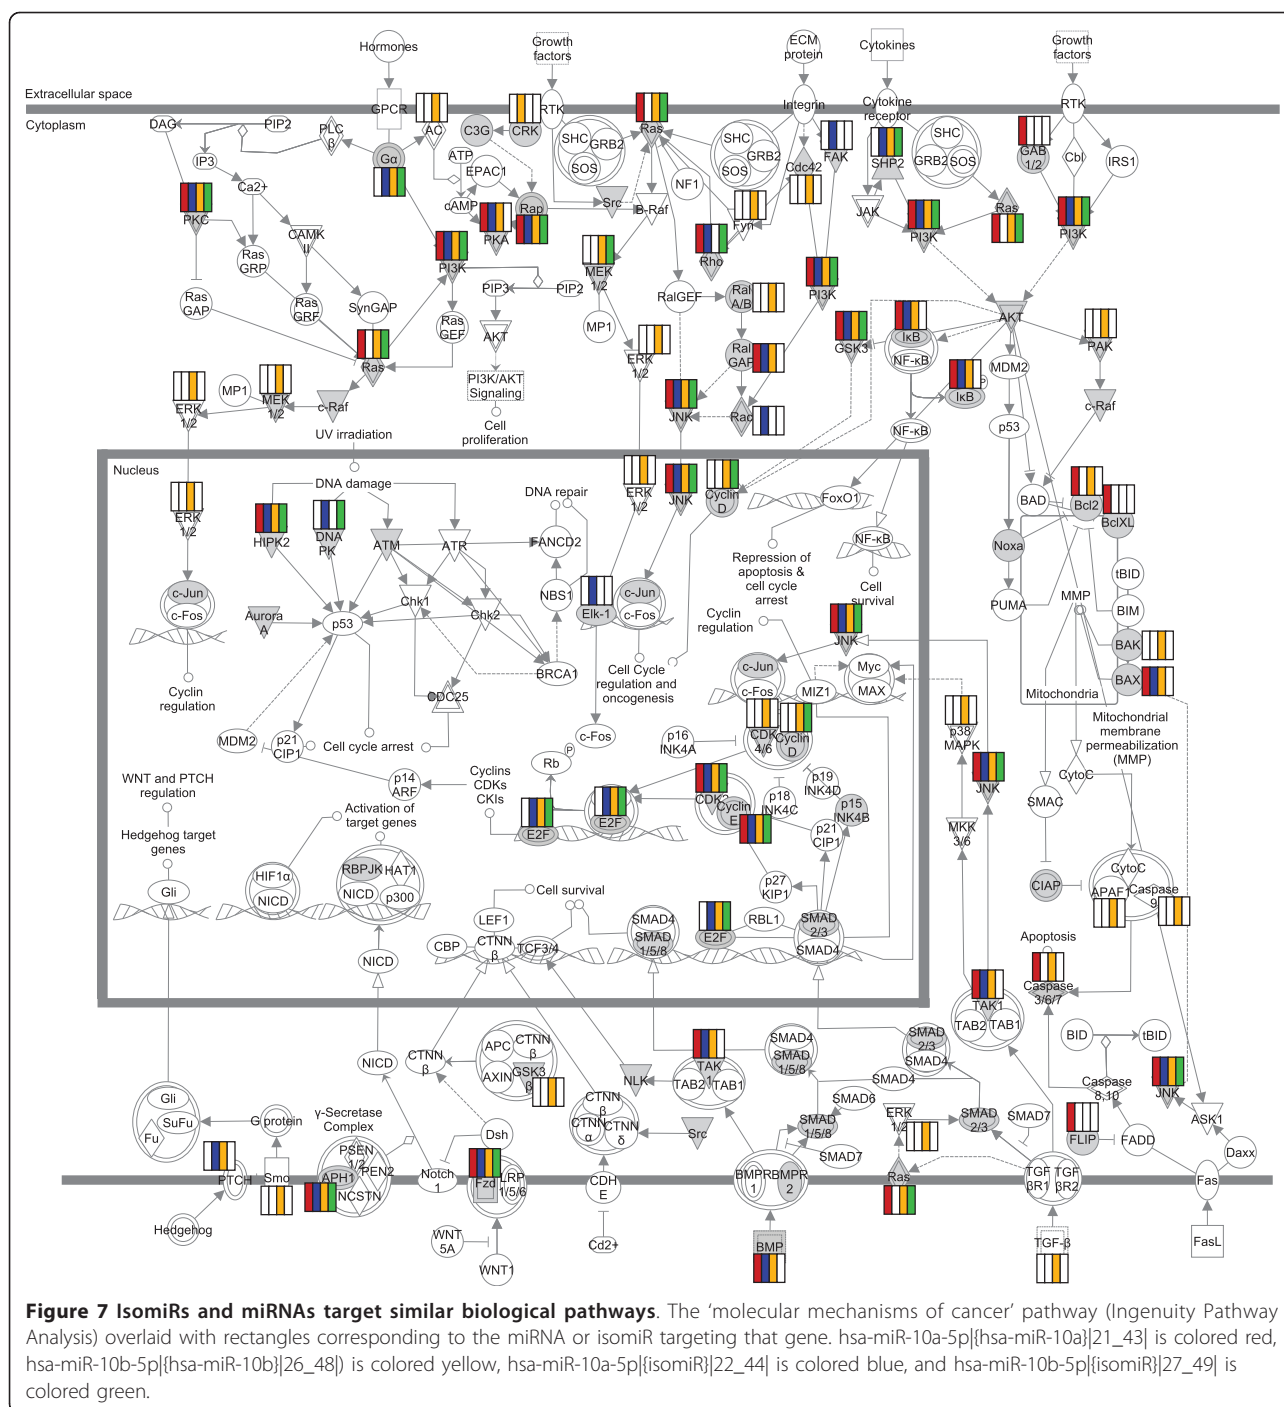 Hormones
Growth
factors
ECM
protein
Cytokines
Growth
factors
Extracellular space
Cytoplasm
GPCR
RTK
Integrin
Cytokine
receptor
RTK
DAG
PIP2
PLC
β
AC
C3G
CRK
Ras
SHC
GRB2
SOS
SHC
GRB2
SOS
FAK
SHP2
SHC
GRB2
SOS
GAB
1/2
Cbl
IRS1
IP3
Gα
ATP
EPAC1
cAMP
Ca2+
PKC
PKA
Rap
Src
B-Raf
NF1
Fyn
Cdc42
JAK
PI3K
Ras
PI3K
CAMK
II
Ras
GRP
PI3K
MEK
1/2
Rho
PI3K
Ras
GAP
Ras
GRF
SynGAP
Ras
GEF
PIP3
PIP2
AKT
MP1
RalGEF
Ral
A/B
GSK3
IκB
NF-κB
AKT
PAK
Ras
ERK
1/2
Ral
GAP
MDM2
PI3K/AKT
Signaling
IκB
P
ERK
1/2
MP1
MEK
1/2
c-Raf
JNK
Rac
c-Raf
UV irradiation
Cell
proliferation
NF-κB
p53
Nucleus
DNA damage
DNA repair
ERK
1/2
JNK
Cyclin
D
FoxO1
BAD
Bcl2
BclXL
ERK
1/2
HIPK2
DNA
PK
ATM
ATR
FANCD2
NF-κB
Noxa
Repression of
apoptosis &
cell cycle
arrest
Cell
survival
tBID
c-Jun
c-Fos
Aurora
A
p53
Chk1
Chk2
NBS1
Elk-1
c-Jun
c-Fos
PUMA
MMP
BIM
Cyclin
regulation
JNK
BAK
BRCA1
Cell Cycle
regulation and
oncogenesis
c-Jun
c-Fos
MIZ1
Myc
MAX
BAX
Cyclin
regulation
CDC25
Mitochondria
MDM2
p21
CIP1
Cell cycle arrest
c-Fos
p16
INK4A
CDK
4/6
Cyclin
D
p38
MAPK
Mitochondrial
membrane
permeabilization
(MMP)
WNT and PTCH
regulation
p14
ARF
Cyclins
CDKs
CKIs
Rb
P
CDK2
Cyclin
E
p18
INK4C
p19
INK4D
p15
INK4B
JNK
SMAC
CytoC
Hedgehog target
genes
Activation of
target genes
E2F
E2F
p21
CIP1
MKK
3/6
Gli
HIF1α
NICD
RBPJK
HAT1
NICD
p300
Cell survival
p27
KIP1
CIAP
CytoC
APAF1
Caspase
9
LEF1
CBP
CTNN
β
TCF3/4
SMAD4
SMAD
1/5/8
E2F
RBL1
SMAD
2/3
SMAD4
Apoptosis
NICD
TAK1
TAB2
TAB1
Caspase
3/6/7
NICD
CTNN
β
APC
CTNN
β
AXIN
GSK3
β
NLK
TAK
1
TAB2
TAB1
SMAD4
SMAD
1/5/8
SMAD
2/3
SMAD4
BID
tBID
Gli
SuFu
Fu
G protein
γ-Secretase
Complex
CTNN
β
CTNN
α
CTNN
δ
SMAD4
SMAD6
Caspase
8,10
JNK
Src
SMAD
1/5/8
ERK
1/2
SMAD
2/3
SMAD7
FLIP
FADD
ASK1
Dsh
SMAD7
Daxx
PTCH
Smo
PSEN
1/2
APH1
PEN2
NCSTN
Notch
1
Fzd
LRP
1/5/6
CDH
E
BMPR
1
BMPR
2
Ras
TGF
βR1
TGF
βR2
Fas
Hedgehog
WNT
5A
WNT1
Cd2+
BMP
TGF-β
FasL
Figure 7 IsomiRs and miRNAs target similar biological pathways. The ‘molecular mechanisms of cancer’ pathway (Ingenuity Pathway
Analysis) overlaid with rectangles corresponding to the miRNA or isomiR targeting that gene. hsa-miR-10a-5p|{hsa-miR-10a}|21_43| is colored red,
hsa-miR-10b-5p|{hsa-miR-10b}|26_48|) is colored yellow, hsa-miR-10a-5p|{isomiR}|22_44| is colored blue, and hsa-miR-10b-5p|{isomiR}|27_49| is
colored green.